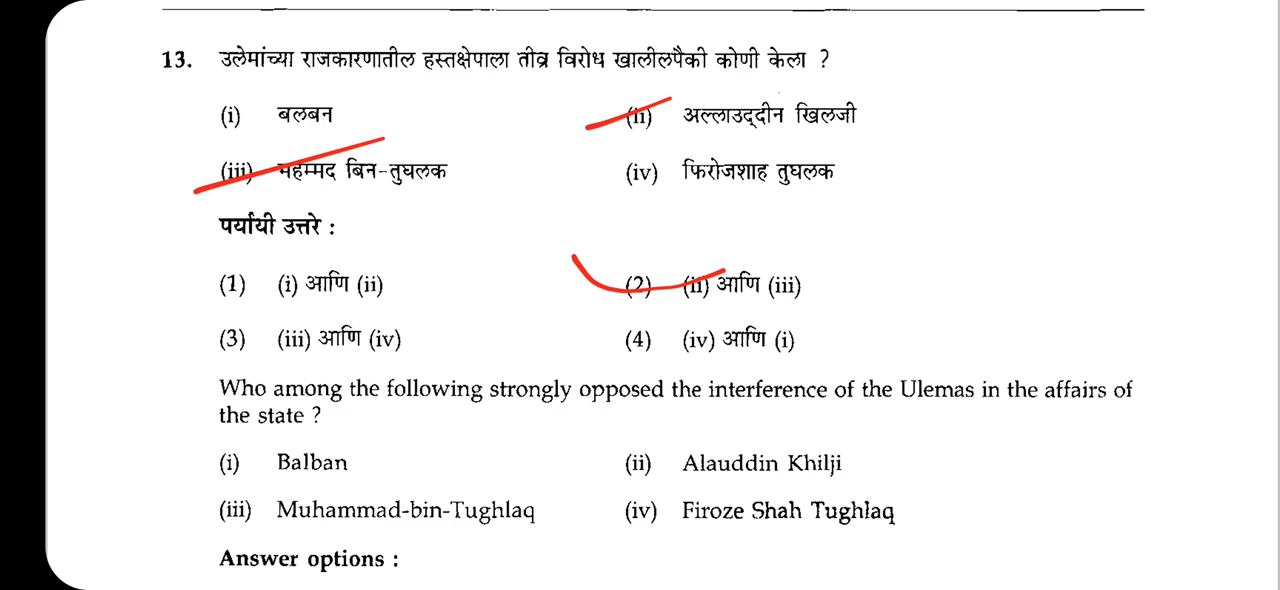 13. उलेमांच्या राजकारणातील हस्तक्षेपाला तीव्र विरोध खालीलपैकी कोणी केला ?
(i) बलबन (ii) अल्लाउद्दीन खिलजी
(iii) महम्मद बिन-तुघलक (iv) फिरोजशाह तुघलक
पर्यायी उत्तरे :
(1) (i) आणि (ii) (2) (ii) आणि (iii)
(3) (iii) आणि (iv) (4) (iv) आणि (i)
Who among the following strongly opposed the interference of the Ulemas in the affairs of
the state ?
(i) Balban (ii) Alauddin Khilji
(iii) Muhammad-bin-Tughlaq (iv) Firoze Shah Tughlaq
Answer options :